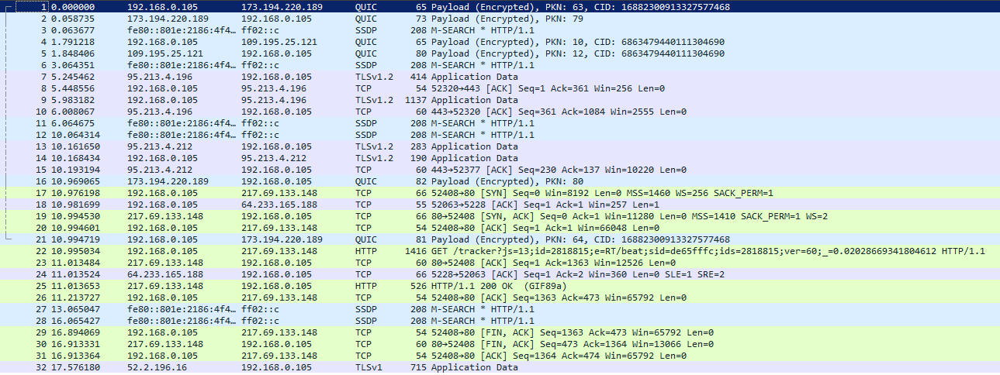 1 0.000000 192.168.0.105 173.194.220.189 QUIC 65 Payload (Encrypted), PKN: 63, CID: 16882300913327577468
2 0.058735 173.194.220.189 192.168.0.105 QUIC 73 Payload (Encrypted), PKN: 79
3 0.063677 fe80::801e:2186:4f4… ff02::c SSDP 208 M-SEARCH * HTTP/1.1
4 1.791218 192.168.0.105 109.195.25.121 QUIC 65 Payload (Encrypted), PKN: 10, CID: 6863479440111304690
5 1.848406 109.195.25.121 192.168.0.105 QUIC 80 Payload (Encrypted), PKN: 12, CID: 6863479440111304690
6 3.064351 fe80::801e:2186:4f4… ff02::c SSDP 208 M-SEARCH * HTTP/1.1
7 5.245462 95.213.4.196 192.168.0.105 TLSv1.2 414 Application Data
8 5.448556 192.168.0.105 95.213.4.196 TCP 54 52320→443 [ACK] Seq=1 Ack=361 Win=256 Len=0
9 5.983182 192.168.0.105 95.213.4.196 TLSv1.2 1137 Application Data
10 6.008067 95.213.4.196 192.168.0.105 TCP 60 443→52320 [ACK] Seq=361 Ack=1084 Win=2555 Len=0
11 6.064675 fe80::801e:2186:4f4… ff02::c SSDP 208 M-SEARCH * HTTP/1.1
12 10.064314 fe80::801e:2186:4f4… ff02::c SSDP 208 M-SEARCH * HTTP/1.1
13 10.161650 95.213.4.212 192.168.0.105 TLSv1.2 283 Application Data
14 10.168434 192.168.0.105 95.213.4.212 TLSv1.2 190 Application Data
15 10.193194 95.213.4.212 192.168.0.105 TCP 60 443→52377 [ACK] Seq=230 Ack=137 Win=10220 Len=0
16 10.969065 173.194.220.189 192.168.0.105 QUIC 82 Payload (Encrypted), PKN: 80
17 10.976198 192.168.0.105 217.69.133.148 TCP 66 52408→80 [SYN] Seq=0 Win=8192 Len=0 MSS=1460 WS=256 SACK_PERM=1
18 10.981699 192.168.0.105 64.233.165.188 TCP 55 52063→5228 [ACK] Seq=1 Ack=1 Win=257 Len=1
19 10.994530 217.69.133.148 192.168.0.105 TCP 66 80→52408 [SYN, ACK] Seq=0 Ack=1 Win=11280 Len=0 MSS=1410 SACK_PERM=1 WS=2
20 10.994601 192.168.0.105 217.69.133.148 TCP 54 52408→80 [ACK] Seq=1 Ack=1 Win=66048 Len=0
21 10.994719 192.168.0.105 173.194.220.189 QUIC 81 Payload (Encrypted), PKN: 64, CID: 16882300913327577468
22 10.995034 192.168.0.105 217.69.133.148 HTTP 1416 GET /tracker?js=13;id=2818815;e=RT/beat;sid=de65fffc;ids=2818815;ver=60;_=0.02028669341804612 HTTP/1.1
23 11.013484 217.69.133.148 192.168.0.105 TCP 60 80→52408 [ACK] Seq=1 Ack=1363 Win=12526 Len=0
24 11.013524 64.233.165.188 192.168.0.105 TCP 66 5228→52063 [ACK] Seq=1 Ack=2 Win=360 Len=0 SLE=1 SRE=2
25 11.013653 217.69.133.148 192.168.0.105 HTTP 526 HTTP/1.1 200 OK (GIF89a)
26 11.213727 192.168.0.105 217.69.133.148 TCP 54 52408→80 [ACK] Seq=1363 Ack=473 Win=65792 Len=0
27 13.065047 fe80::801e:2186:4f4… ff02::c SSDP 208 M-SEARCH * HTTP/1.1
28 16.065427 fe80::801e:2186:4f4… ff02::c SSDP 208 M-SEARCH * HTTP/1.1
29 16.894069 192.168.0.105 217.69.133.148 TCP 54 52408→80 [FIN, ACK] Seq=1363 Ack=473 Win=65792 Len=0
30 16.913331 217.69.133.148 192.168.0.105 TCP 60 80→52408 [FIN, ACK] Seq=473 Ack=1364 Win=13066 Len=0
31 16.913364 192.168.0.105 217.69.133.148 TCP 54 52408→80 [ACK] Seq=1364 Ack=474 Win=65792 Len=0
32 17.576180 52.2.196.16 192.168.0.105 TLSv1 715 Application Data